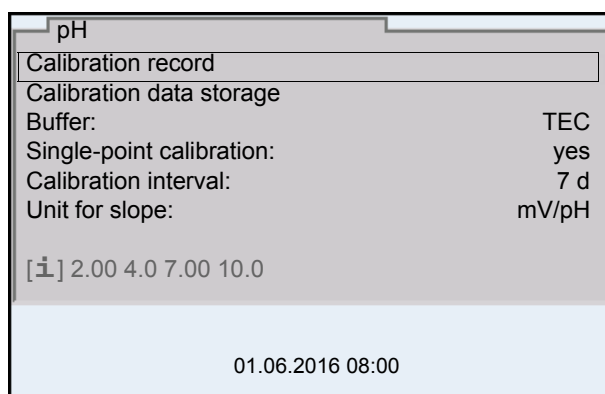 pH
Calibration record
Calibration data storage
Buffer: TEC
Single-point calibration: yes
Calibration interval: 7 d
Unit for slope: mV/pH
[i] 2.00 4.0 7.00 10.0
01.06.2016 08:00